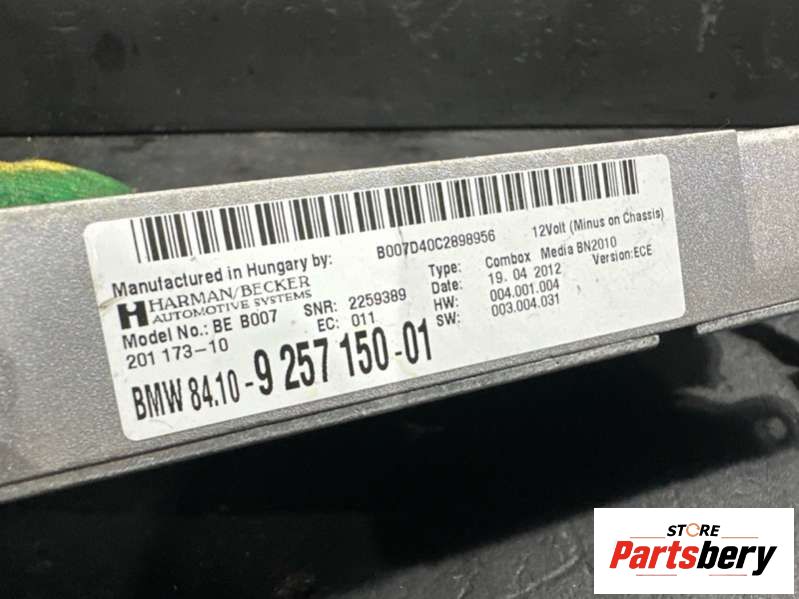 B007D40C2898956
12Volt (Minus on Chassis)
Manufactured in Hungary by:
HARMAN/BECKER
AUTOMOTIVE SYSTEMS
Type: Combox Media BN2010
Date: 19. 04 2012 Version:ECE
Model No.: BE B007 SNR: 2259389 HW: 004.001.004
201 173-10 EC: 011 SW: 003.004.031
BMW 84.10 - 9 257 150-01
STORE
Partsbery